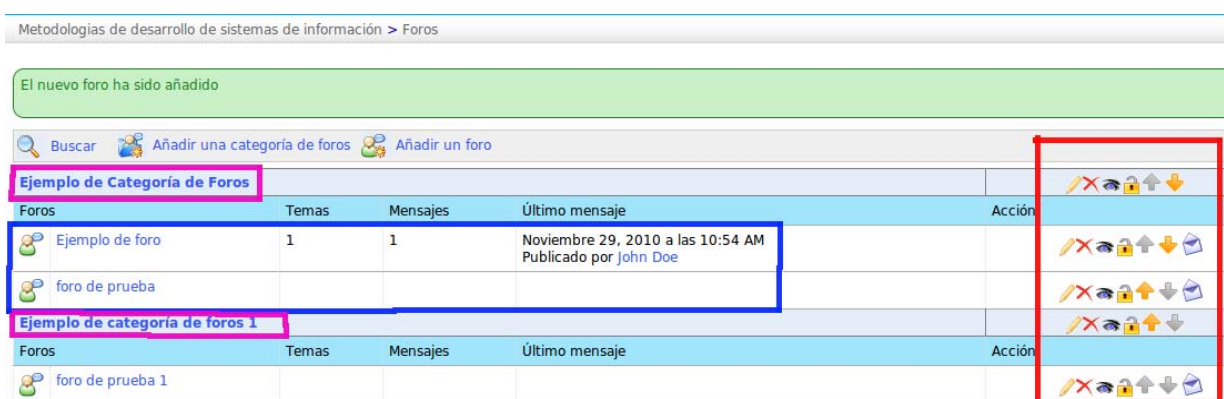 Metodologias de desarrollo de sistemas de información > Foros
El nuevo foro ha sido añadido
Buscar Añadir una categoría de foros Añadir un foro
Ejemplo de Categoría de Foros
Foros Temas Mensajes Último mensaje Acción
Ejemplo de foro 1 1 Noviembre 29, 2010 a las 10:54 AM
Publicado por John Doe
foro de prueba
Ejemplo de categoría de foros 1
Foros Temas Mensajes Último mensaje Acción
foro de prueba 1